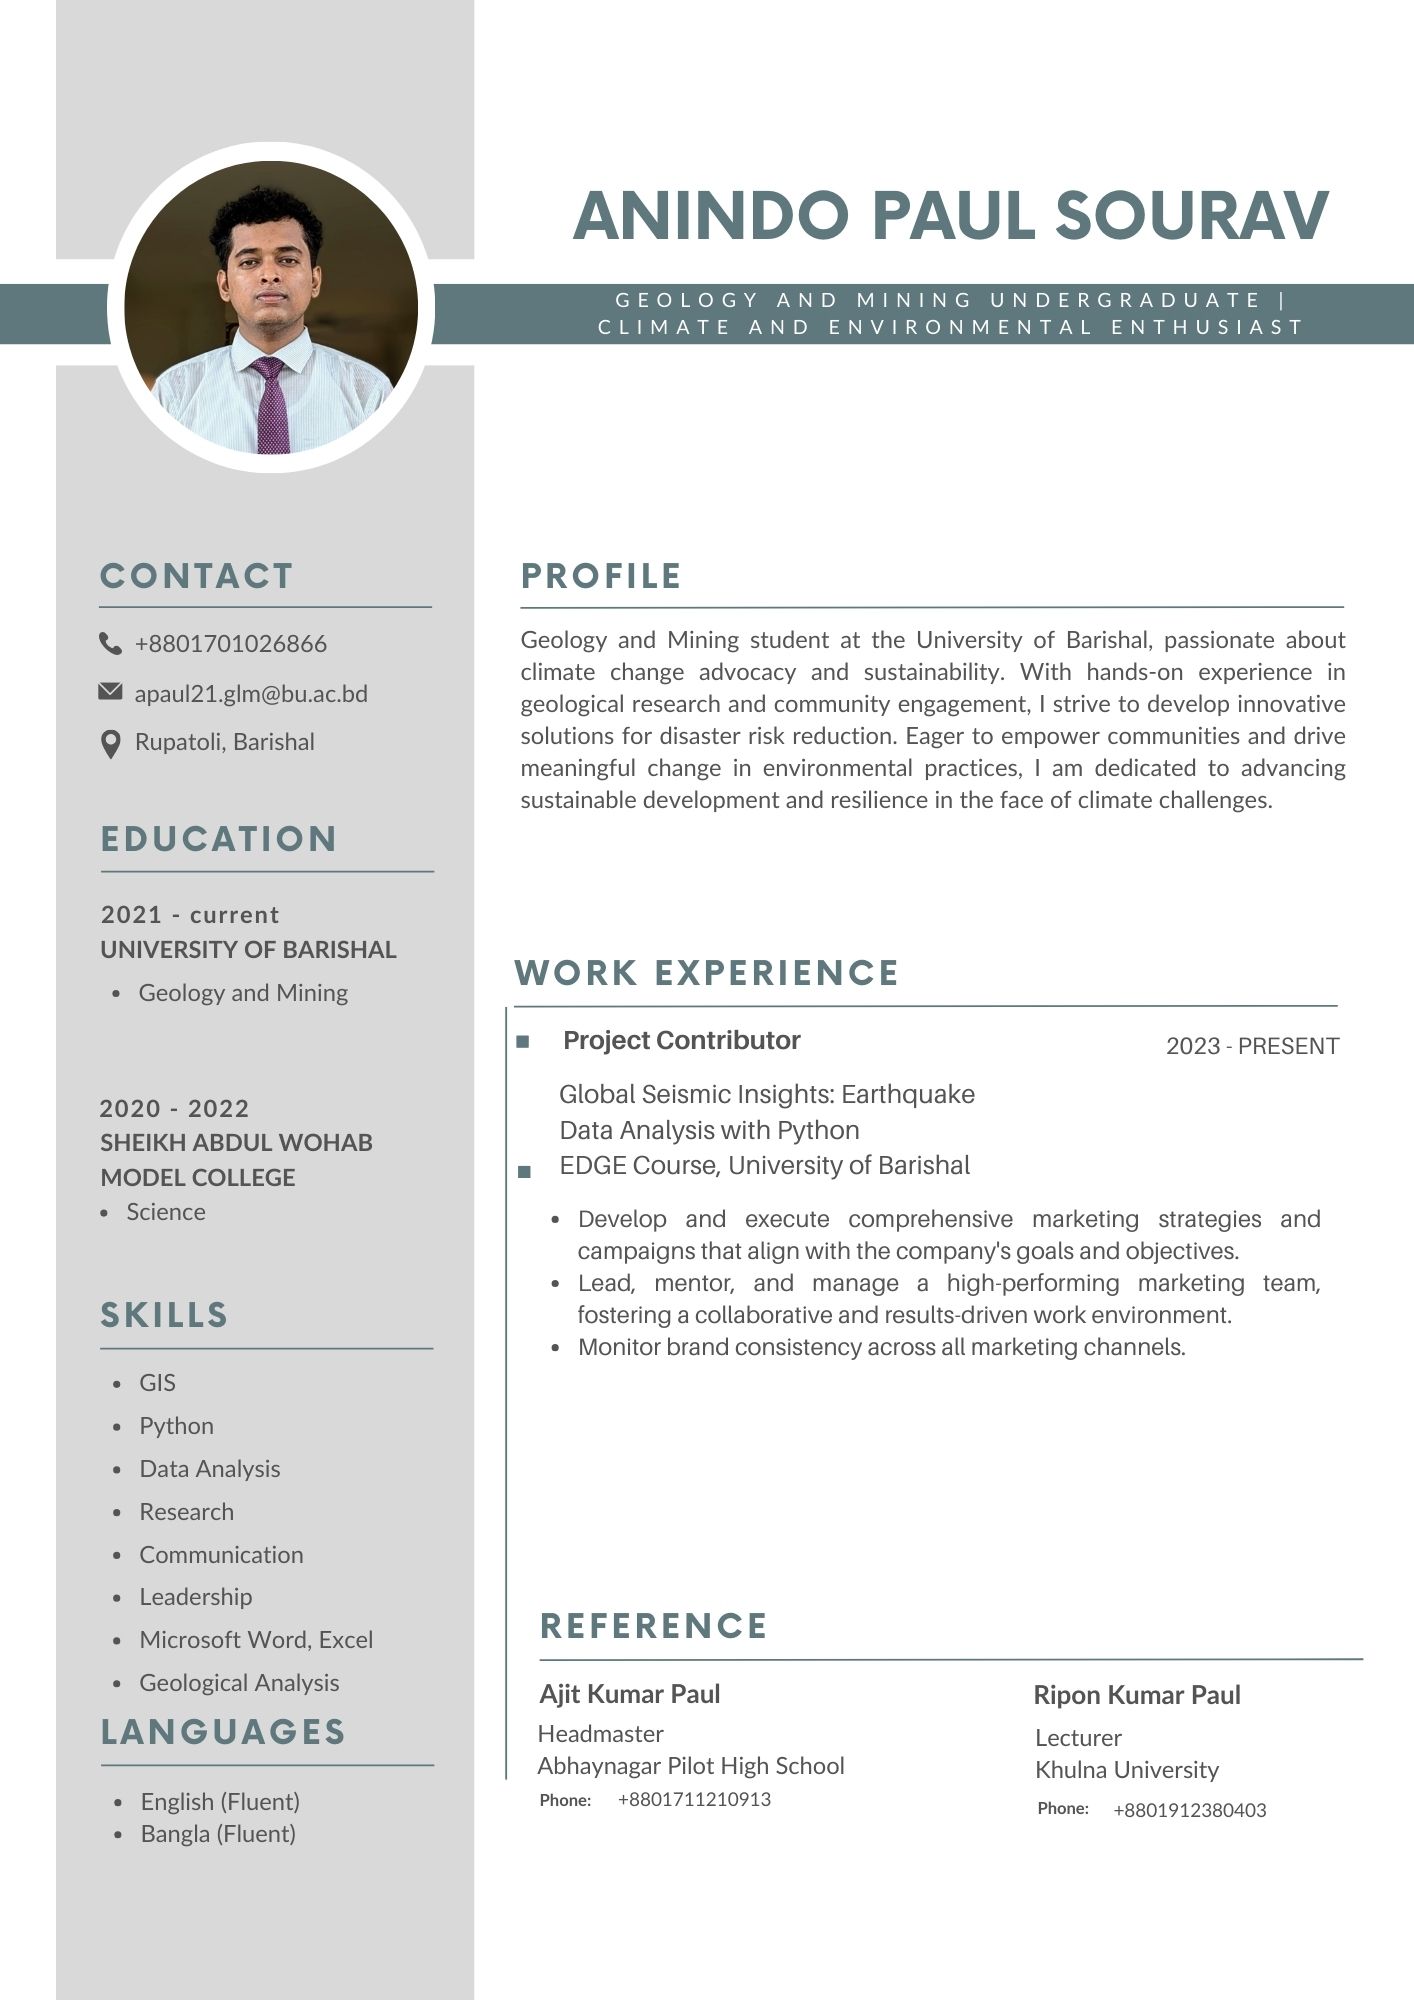 ANINDO PAUL SOURAV
GEOLOGY AND MINING UNDERGRADUATE |
CLIMATE AND ENVIRONMENTAL ENTHUSIAST
CONTACT
+8801701026866
apaul21.glm@bu.ac.bd
Rupatoli, Barishal
EDUCATION
2021 - current
UNIVERSITY OF BARISHAL
• Geology and Mining
2020 - 2022
SHEIKH ABDUL WOHAB
MODEL COLLEGE
• Science
SKILLS
• GIS
• Python
• Data Analysis
• Research
• Communication
• Leadership
• Microsoft Word, Excel
• Geological Analysis
LANGUAGES
• English (Fluent)
• Bangla (Fluent)
PROFILE
Geology and Mining student at the University of Barishal, passionate about
climate change advocacy and sustainability. With hands-on experience in
geological research and community engagement, I strive to develop innovative
solutions for disaster risk reduction. Eager to empower communities and drive
meaningful change in environmental practices, I am dedicated to advancing
sustainable development and resilience in the face of climate challenges.
WORK EXPERIENCE
Project Contributor
2023 - PRESENT
Global Seismic Insights: Earthquake
Data Analysis with Python
EDGE Course, University of Barishal
• Develop and execute comprehensive marketing strategies and
campaigns that align with the company's goals and objectives.
• Lead, mentor, and manage a high-performing marketing team,
fostering a collaborative and results-driven work environment.
• Monitor brand consistency across all marketing channels.
REFERENCE
Ajit Kumar Paul
Headmaster
Abhaynagar Pilot High School
Phone: +8801711210913
Ripon Kumar Paul
Lecturer
Khulna University
Phone: +8801912380403